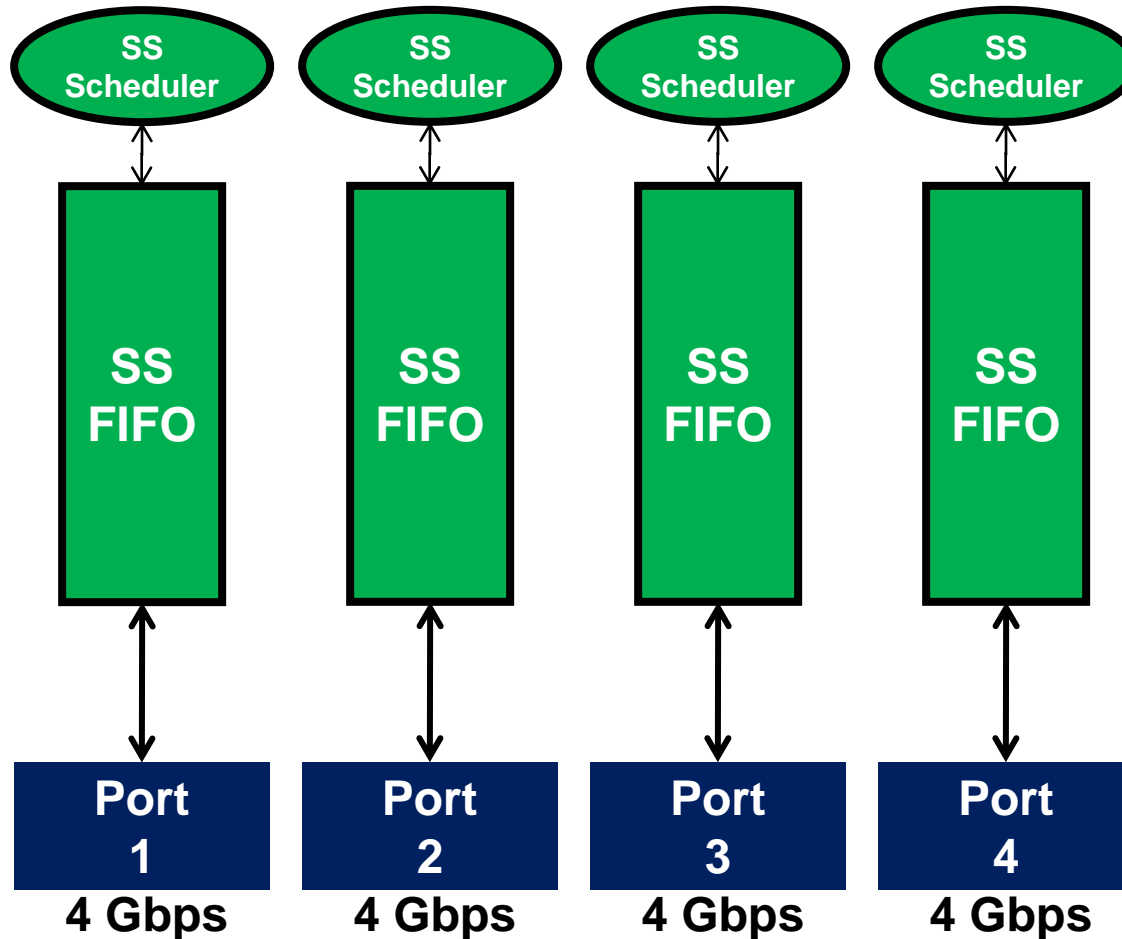 SS
Scheduler
SS
Scheduler
SS
Scheduler
SS
Scheduler
SS
FIFO
SS
FIFO
SS
FIFO
SS
FIFO
Port
1
Port
2
Port
3
Port
4
4 Gbps
4 Gbps
4 Gbps
4 Gbps